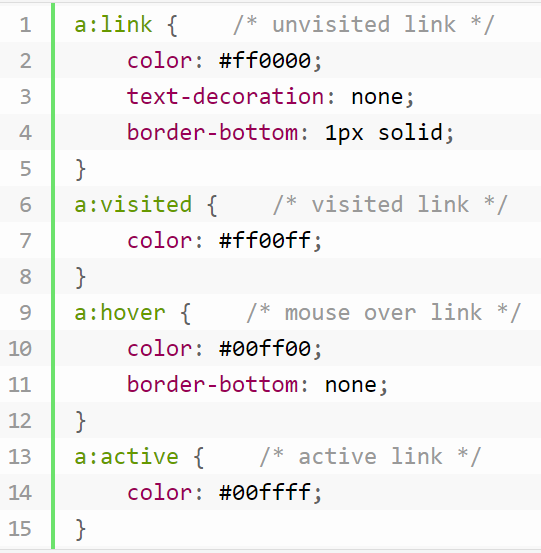 1 a:link {    /* unvisited link */
2     color: #ff0000;
3     text-decoration: none;
4     border-bottom: 1px solid;
5 }
6 a:visited {    /* visited link */
7     color: #ff00ff;
8 }
9 a:hover {    /* mouse over link */
10     color: #00ff00;
11     border-bottom: none;
12 }
13 a:active {    /* active link */
14     color: #00ffff;
15 }